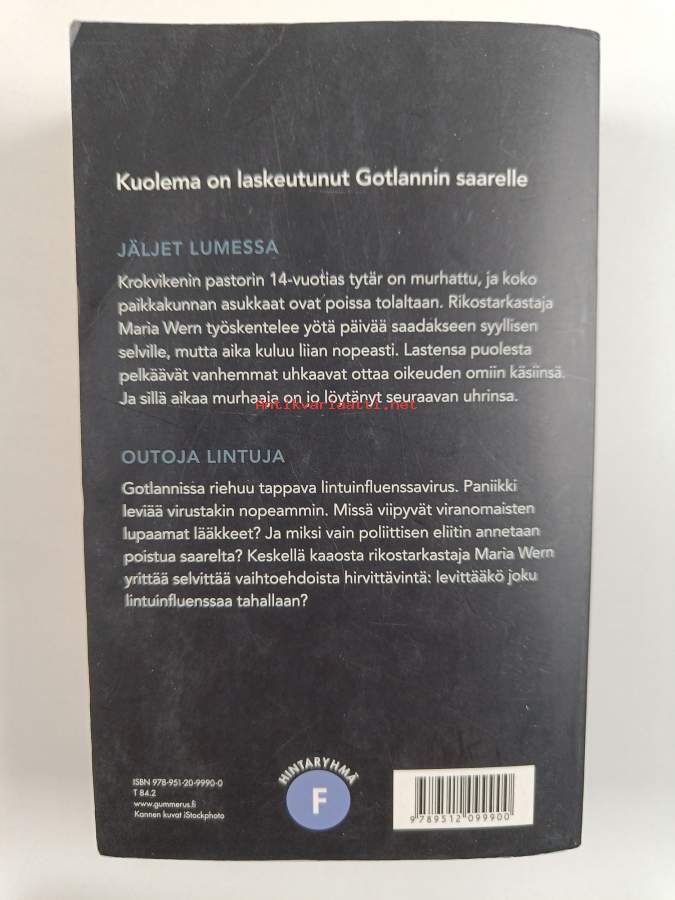 Kuolema on laskeutunut Gotlannin saarelle
JÄLJET LUMESSA
Krokvikenin pastorin 14-vuotias tytär on murhattu, ja koko
paikkakunnan asukkaat ovat poissa tolaltaan. Rikostarkastaja
Maria Wern työskentelee yötä päivää saadakseen syyllisen
selville, mutta aika kuluu liian nopeasti. Lastensa puolesta
pelkäävät vanhemmat uhkaavat ottaa oikeuden omiin käsiinsä.
Ja sillä aikaa murhaaja on jo löytänyt seuraavan uhrinsa.
Antikvariaatti.net
OUTOJA LINTUJA
Gotlannissa riehuu tappava lintuinfluenssavirus. Paniikki
leviää virustakin nopeammin. Missä viipyvät viranomaisten
lupaamat lääkkeet? Ja miksi vain poliittisen eliitin annetaan
poistua saarelta? Keskellä kaaosta rikostarkastaja Maria Wern
yrittää selvittää vaihtoehdoista hirvittävintä: levittääkö joku
lintuinfluenssaa tahallaan?
ISBN 978-951-20-9990-0
T 84.2
www.gummerus.fi
Kannen kuvat iStockphoto
HINTARYHMÄ
F
9 789512 099900